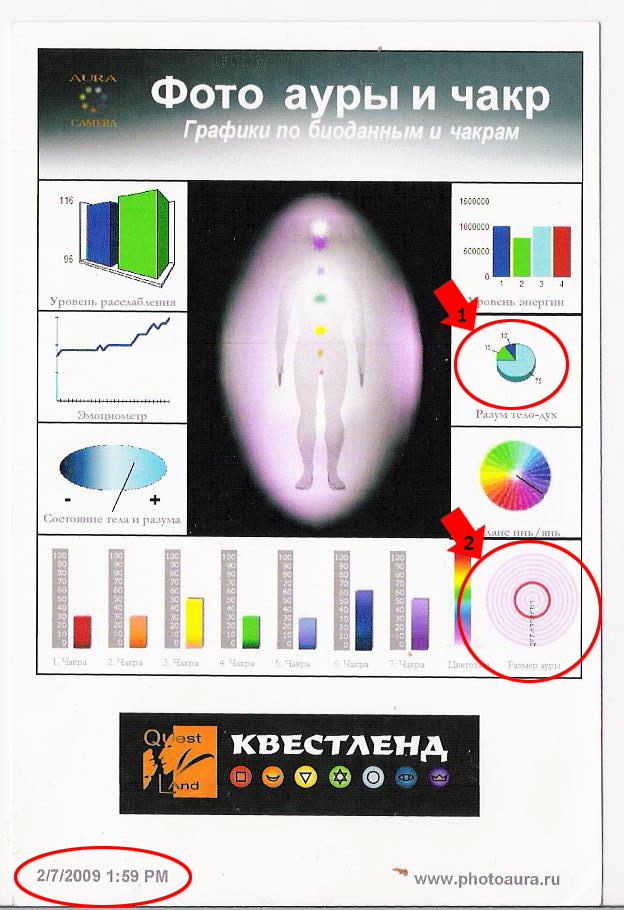 AURA
CAMERA
Фото ауры и чакр
Графики по биоданным и чакрам
116
95
Уровень расслабления
1500000
1000000
500000
0
1 2 3 4
Уровень энергии
Эмоциометр
1
10
15
75
Разум тело-дух
- +
Состояние тела и разума
ланс инь/янь
2
100 100 100 100 100 100 100
90 90 90 90 90 90 90
80 80 80 80 80 80 80
70 70 70 70 70 70 70
60 60 60 60 60 60 60
50 50 50 50 50 50 50
40 40 40 40 40 40 40
30 30 30 30 30 30 30
20 20 20 20 20 20 20
10 10 10 10 10 10 10
0 0 0 0 0 0 0
1. Чакра 2. Чакра 3. Чакра 4. Чакра 5. Чакра 6. Чакра 7. Чакра
Размер ауры
Quest
Land
КВЕСТЛЕНД
2/7/2009 1:59 PM
www.photoaura.ru